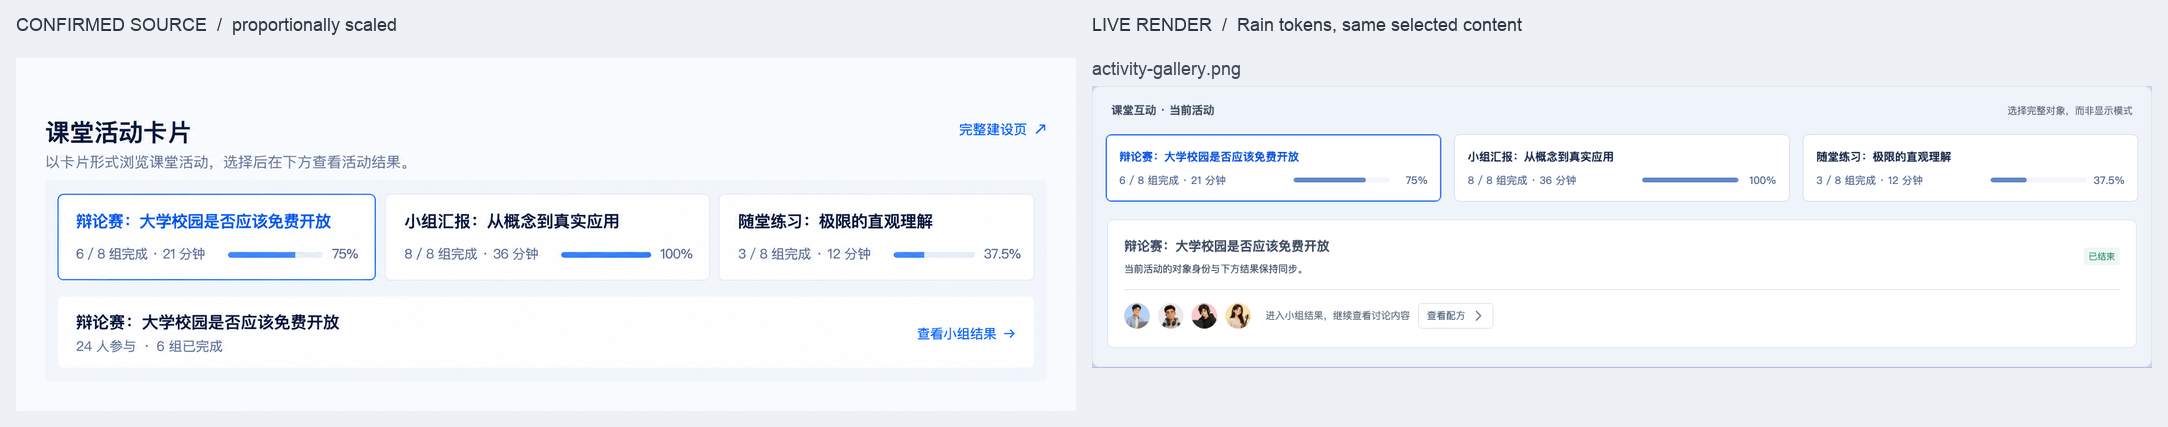 CONFIRMED SOURCE / proportionally scaled
课堂活动卡片
完整建设页 ↗
以卡片形式浏览课堂活动，选择后在下方查看活动结果。
辩论赛：大学校园是否应该免费开放
6 / 8 组完成 · 21 分钟 75%
小组汇报：从概念到真实应用
8 / 8 组完成 · 36 分钟 100%
随堂练习：极限的直观理解
3 / 8 组完成 · 12 分钟 37.5%
辩论赛：大学校园是否应该免费开放
24 人参与 · 6 组已完成
查看小组结果 →
LIVE RENDER / Rain tokens, same selected content
activity-gallery.png
课堂互动 · 当前活动
选择完整对象，而非显示模式
辩论赛：大学校园是否应该免费开放
6 / 8 组完成 · 21 分钟 75%
小组汇报：从概念到真实应用
8 / 8 组完成 · 36 分钟 100%
随堂练习：极限的直观理解
3 / 8 组完成 · 12 分钟 37.5%
辩论赛：大学校园是否应该免费开放
当前活动的对象身份与下方结果保持同步。
已结束
进入小组结果，继续查看讨论内容
查看配方 >